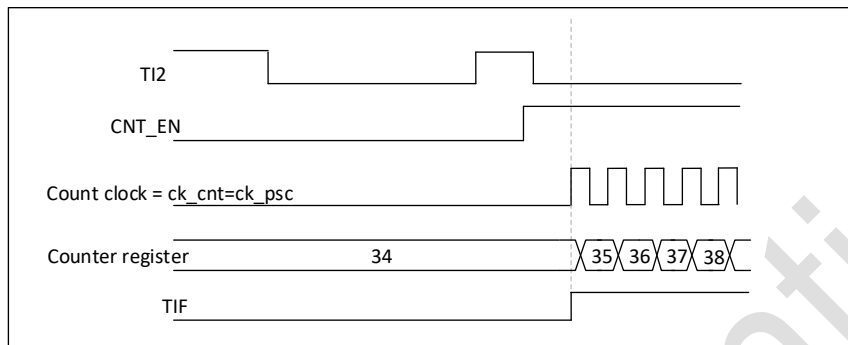 TI2
CNT_EN
Count clock = ck_cnt=ck_psc
Counter register 34 35 36 37 38
TIF